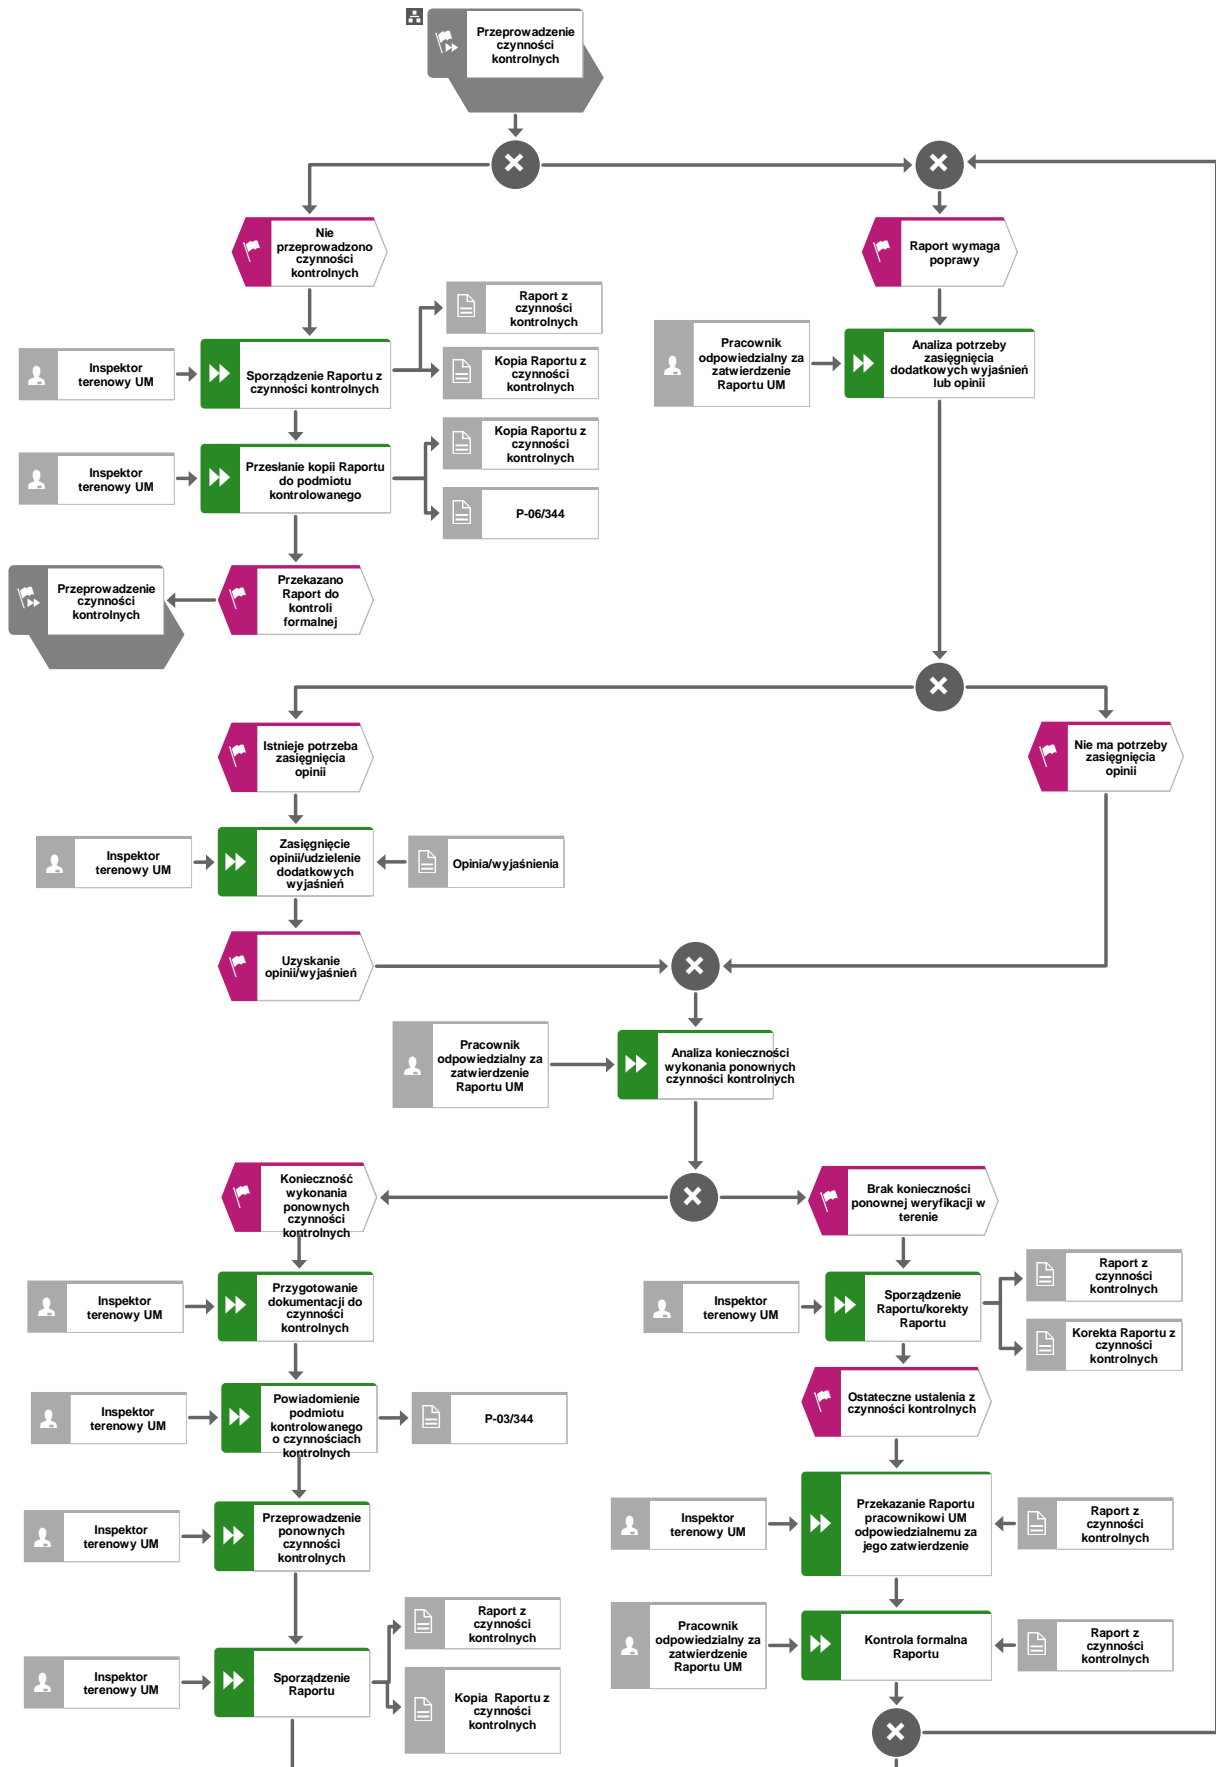 Przeprowadzenie
czynności
kontrolnych
Nie
przeprowadzono
czynności
kontrolnych
Raport wymaga
poprawy
Raport z
czynności
kontrolnych
Inspektor
terenowy UM
Sporządzenie Raportu z
czynności kontrolnych
Kopia Raportu z
czynności
kontrolnych
Pracownik
odpowiedzialny za
zatwierdzenie
Raportu UM
Analiza potrzeby
zasięgnięcia
dodatkowych wyjaśnień
lub opinii
Inspektor
terenowy UM
Przesłanie kopii Raportu
do podmiotu
kontrolowanego
Kopia Raportu z
czynności
kontrolnych
P-06/344
Przeprowadzenie
czynności
kontrolnych
Przekazano
Raport do
kontroli
formalnej
Istnieje potrzeba
zasięgnięcia
opinii
Nie ma potrzeby
zasięgnięcia
opinii
Inspektor
terenowy UM
Zasięgnięcie
opinii/udzielenie
dodatkowych
wyjaśnień
Opinia/wyjaśnienia
Uzyskanie
opinii/wyjaśnień
Pracownik
odpowiedzialny za
zatwierdzenie
Raportu UM
Analiza konieczności
wykonania ponownych
czynności kontrolnych
Konieczność
wykonania
ponownych
czynności
kontrolnych
Brak konieczności
ponownej weryfikacji w
terenie
Inspektor
terenowy UM
Przygotowanie
dokumentacji do
czynności
kontrolnych
Inspektor
terenowy UM
Sporządzenie
Raportu/korekty
Raportu
Raport z
czynności
kontrolnych
Korekta Raportu z
czynności
kontrolnych
Inspektor
terenowy UM
Powiadomienie
podmiotu
kontrolowanego
o czynnościach
kontrolnych
P-03/344
Ostateczne ustalenia z
czynności kontrolnych
Inspektor
terenowy UM
Przeprowadzenie
ponownych
czynności
kontrolnych
Inspektor
terenowy UM
Przekazanie Raportu
pracownikowi UM
odpowiedzialnemu za
jego zatwierdzenie
Raport z
czynności
kontrolnych
Inspektor
terenowy UM
Sporządzenie
Raportu
Raport z
czynności
kontrolnych
Kopia  Raportu z
czynności
kontrolnych
Pracownik
odpowiedzialny za
zatwierdzenie
Raportu UM
Kontrola formalna
Raportu
Raport z
czynności
kontrolnych